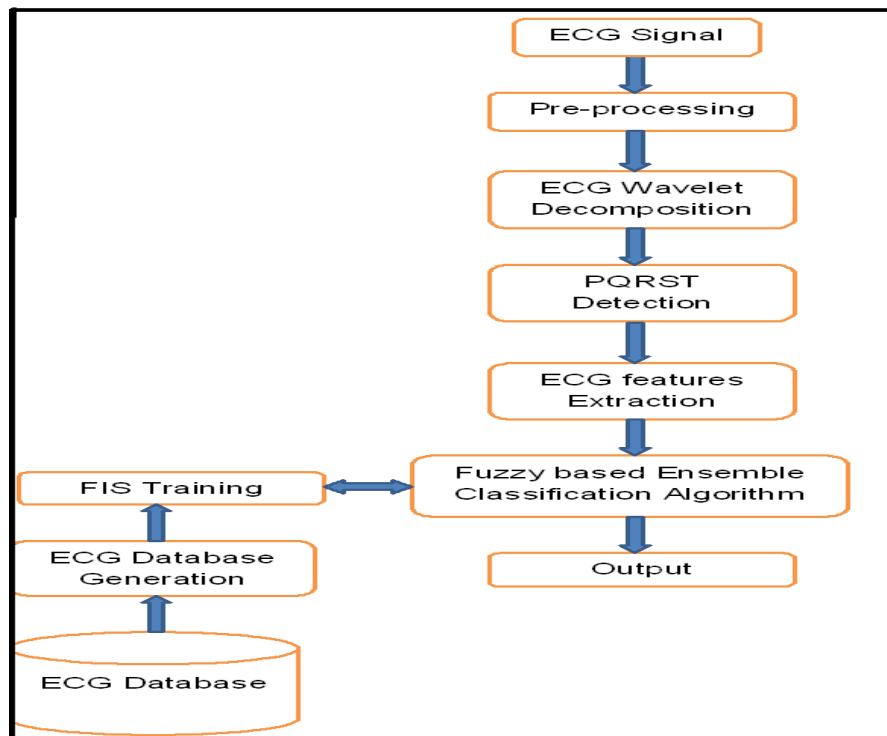 ECG Signal
Pre-processing
ECG Wavelet
Decomposition
PQRST
Detection
ECG features
Extraction
Fuzzy based Ensemble
Classification Algorithm
FIS Training
ECG Database
Generation
Output
ECG Database